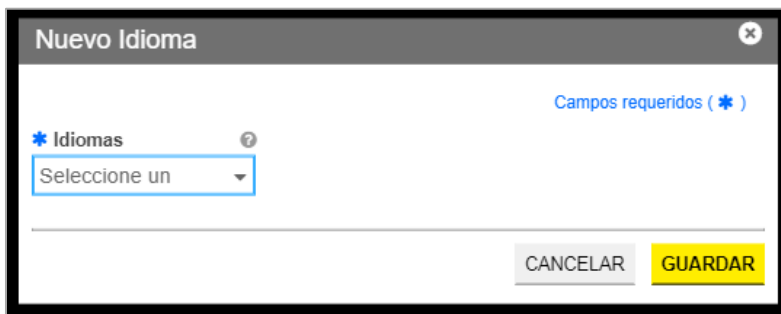 Nuevo Idioma
Campos requeridos ( * )
* Idiomas
Seleccione un
CANCELAR GUARDAR